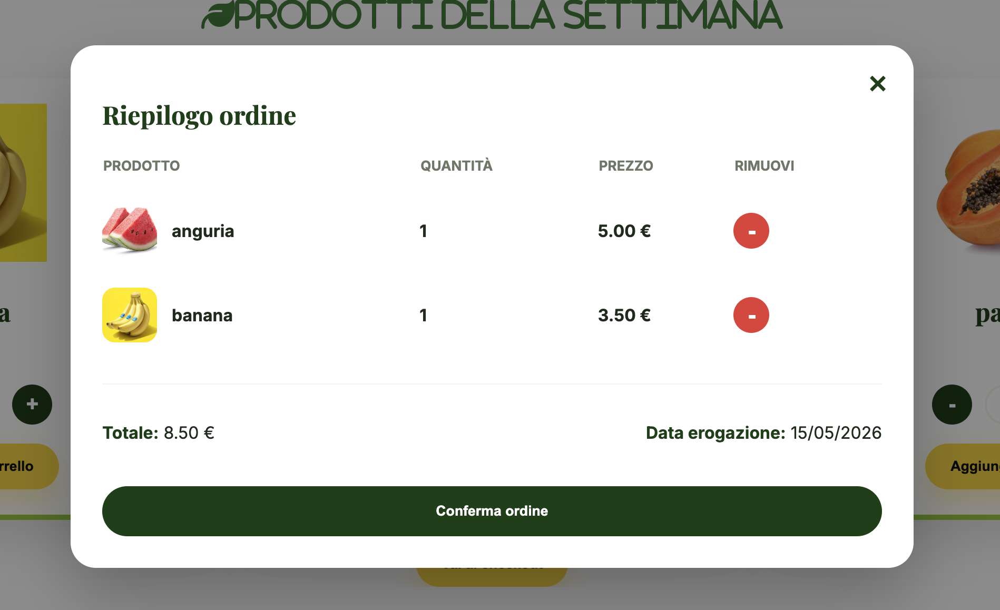 PRODOTTI DELLA SETTIMANA
Riepilogo ordine
PRODOTTO QUANTITÀ PREZZO RIMUOVI
anguria 1 5.00 € -
banana 1 3.50 € -
a
pa
+
-
Totale: 8.50 € Data erogazione: 15/05/2026
rrello
Aggiun
Conferma ordine